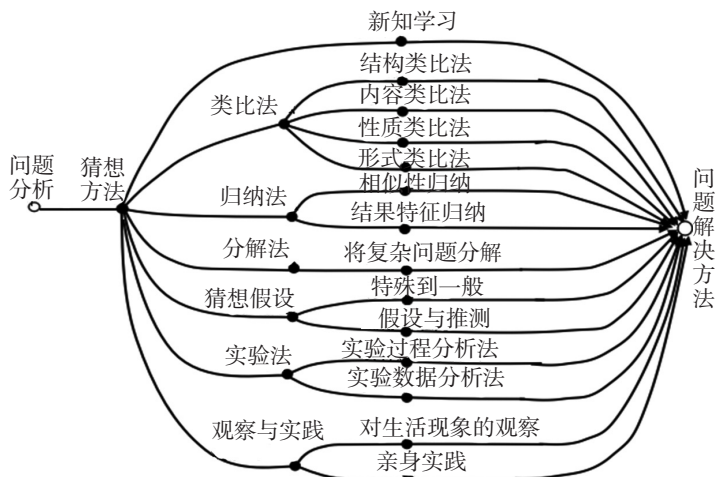 新知学习
结构类比法
类比法
内容类比法
性质类比法
形式类比法
问题
分析
猜想
方法
归纳法
相似性归纳
结果特征归纳
分解法
将复杂问题分解
猜想假设
特殊到一般
假设与推测
实验法
实验过程分析法
实验数据分析法
观察与实践
对生活现象的观察
亲身实践
问题解决方法